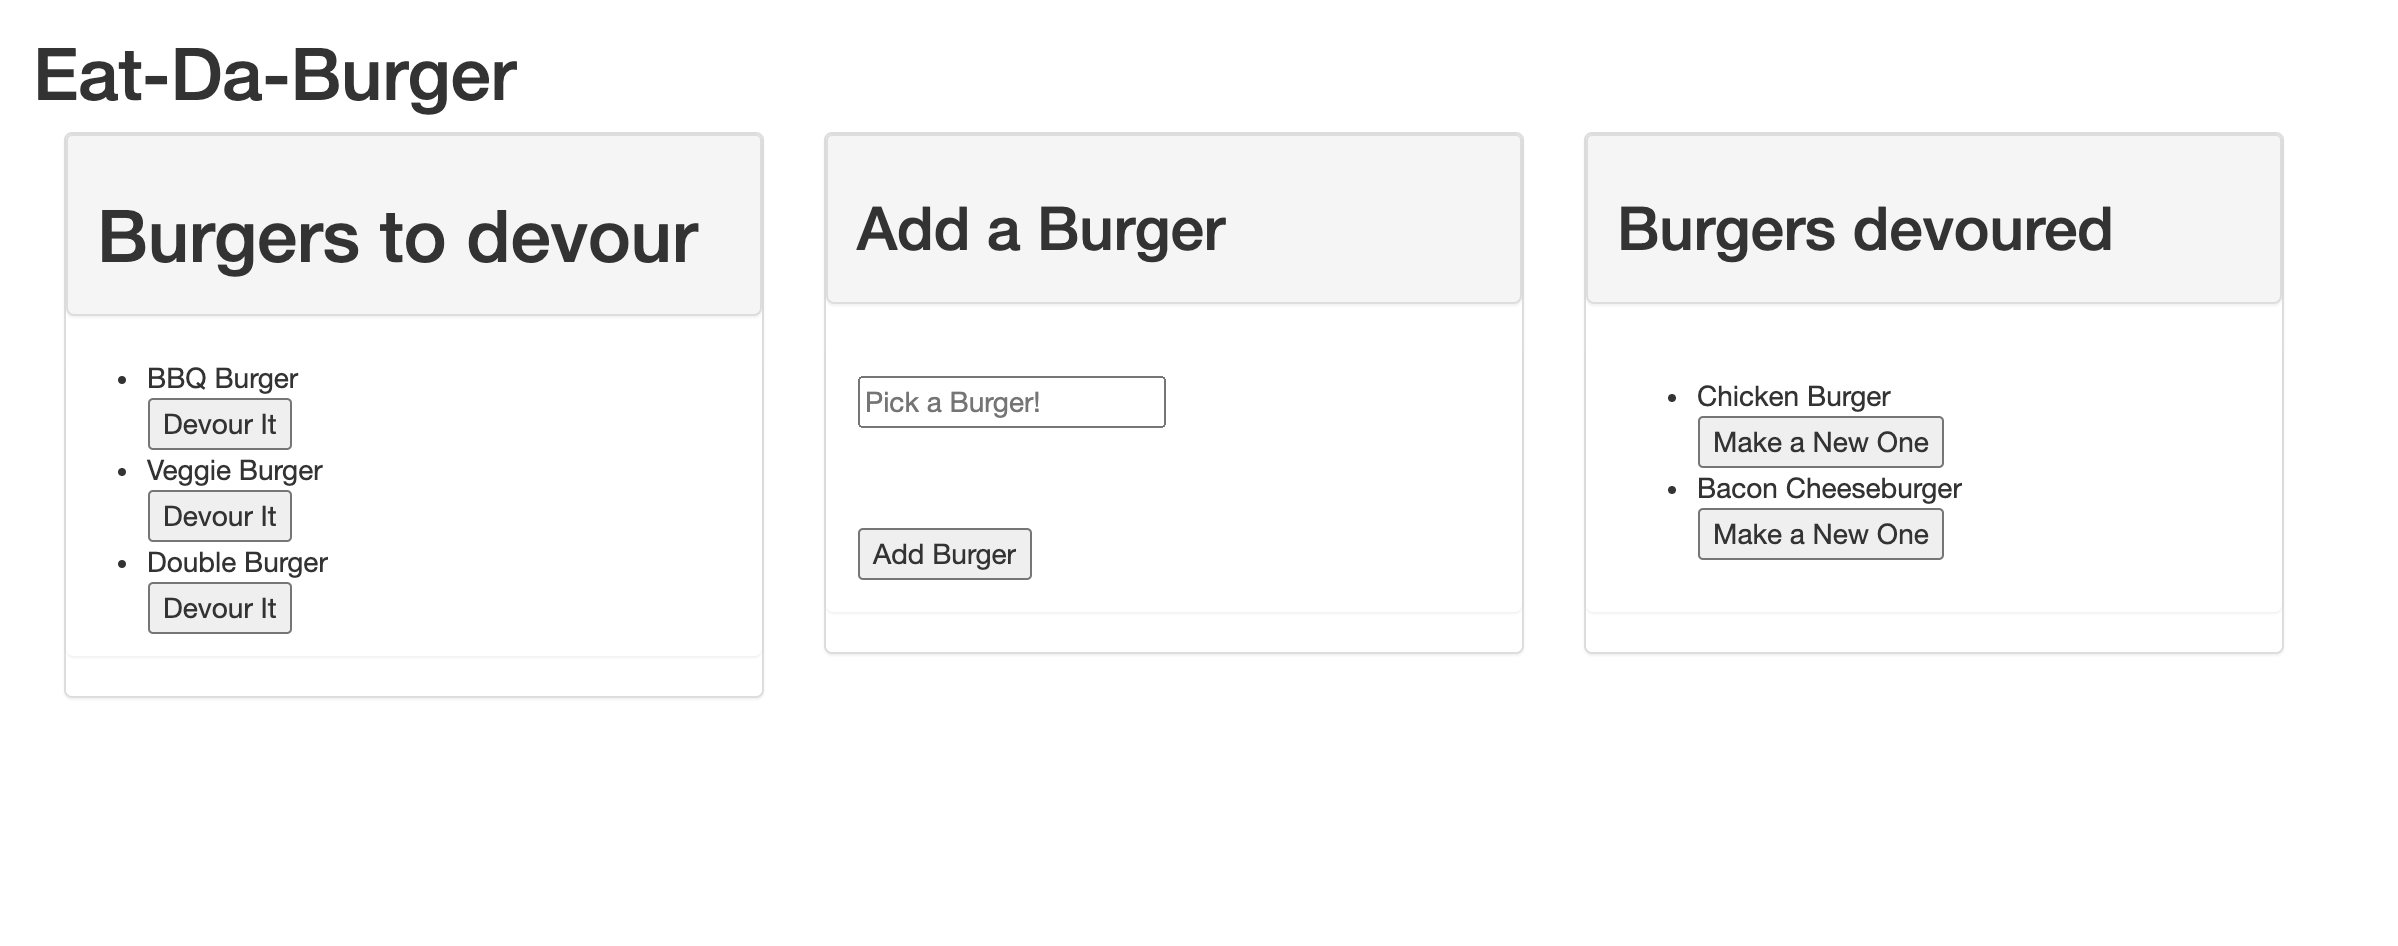 Eat-Da-Burger
Burgers to devour
BBQ Burger
Devour It
Veggie Burger
Devour It
Double Burger
Devour It
Add a Burger
Pick a Burger!
Add Burger
Burgers devoured
Chicken Burger
Make a New One
Bacon Cheeseburger
Make a New One